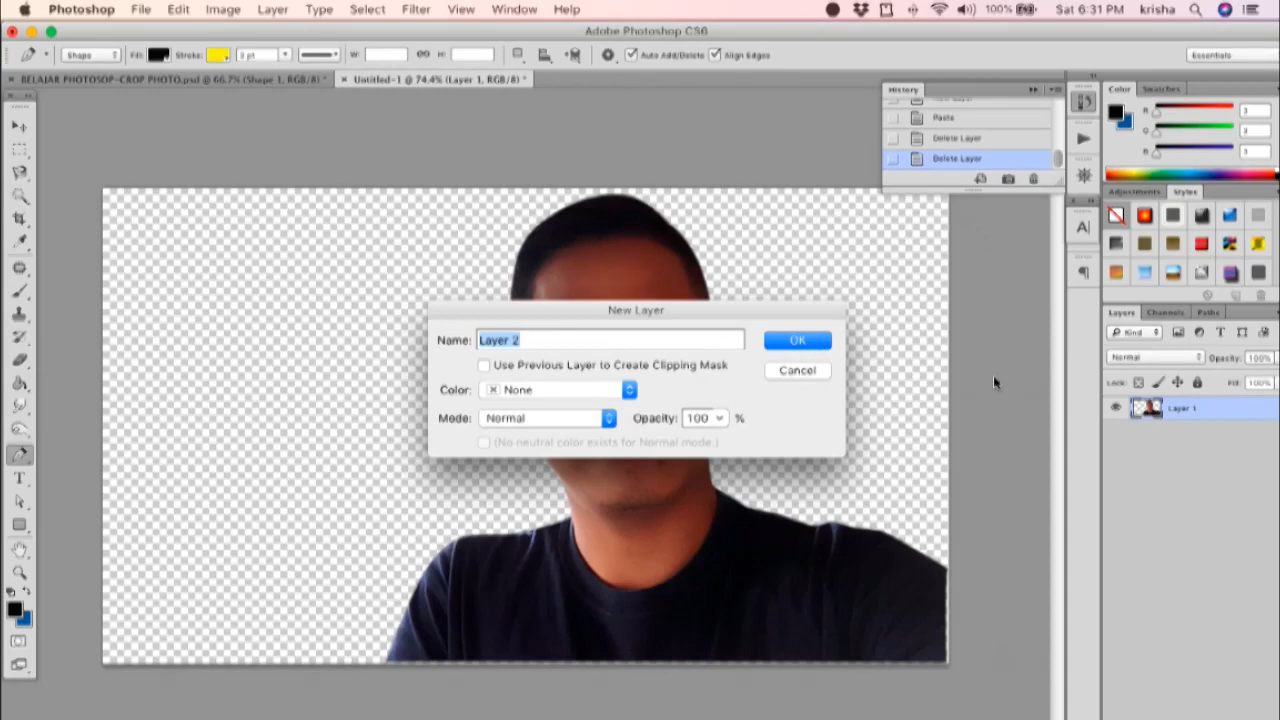 Photoshop File Edit Image Layer Type Select Filter View Window Help 100% Sat 6:31 PM krisha
Adobe Photoshop CS6
Shape Fill: Stroke: 3 pt W: H: Auto Add/Delete Align Edges Essentials
BELAJAR PHOTOSOP-CROP PHOTO.psd @ 66.7% (Shape 1, RGB/8) * Untitled-1 @ 74.4% (Layer 1, RGB/8) *
History
Paste
Delete Layer
Delete Layer
Color Swatches
R 3
G 3
B 3
Adjustments Styles
New Layer
Name: Layer 2 OK
Use Previous Layer to Create Clipping Mask Cancel
Color: None
Mode: Normal Opacity: 100 %
(No neutral color exists for Normal mode.)
Layers Channels Paths
Kind
Normal Opacity: 100%
Lock: Fill: 100%
Layer 1